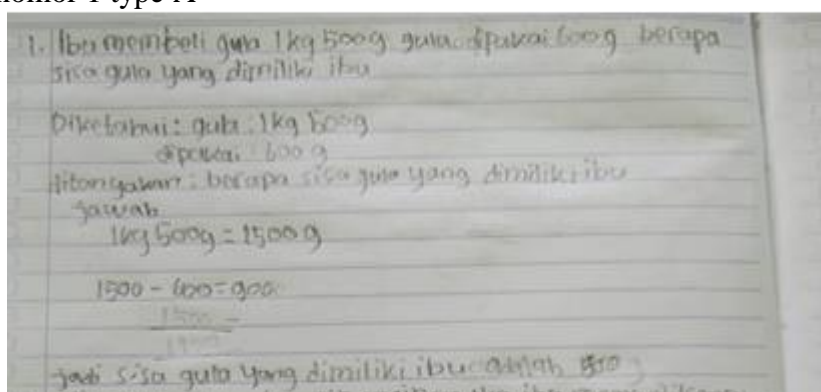 nomor 1 type A
1. Ibu membeli gula 1kg 500g gula dipakai 600g berapa
sisa gula yang dimiliki ibu
Diketahui: gula: 1kg 500g
dipakai 600 g
ditanyakan: berapa sisa gula yang dimiliki ibu
jawab
1kg 500g = 1500 g
1500 - 600 = 900
jadi sisa gula yang dimiliki ibu adalah